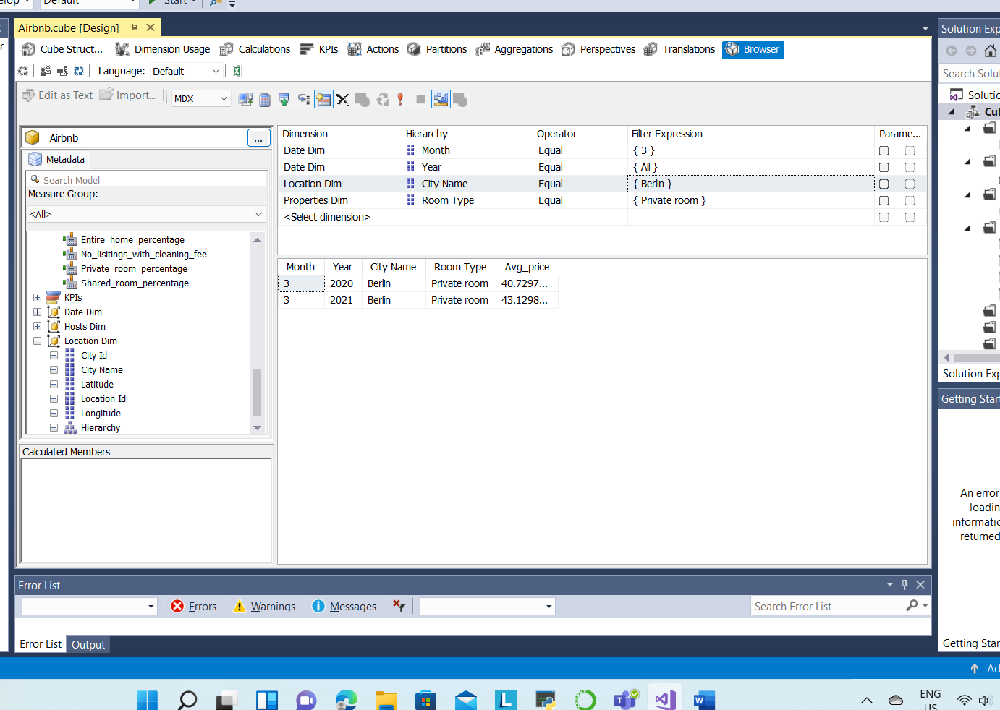 Default
Start
Airbnb.cube [Design]
Cube Struct...
Dimension Usage
Calculations
KPIs
Actions
Partitions
Aggregations
Perspectives
Translations
Browser
Language:
Default
Edit as Text
Import...
MDX
Airbnb
...
Metadata
Search Model
Measure Group:
<All>
Entire_home_percentage
No_lisitings_with_cleaning_fee
Private_room_percentage
Shared_room_percentage
KPIs
Date Dim
Hosts Dim
Location Dim
City Id
City Name
Latitude
Location Id
Longitude
Hierarchy
Calculated Members
Dimension Hierarchy Operator Filter Expression Parame...
Date Dim Month Equal { 3 }
Date Dim Year Equal { All }
Location Dim City Name Equal { Berlin }
Properties Dim Room Type Equal { Private room }
<Select dimension>
Month Year City Name Room Type Avg_price
3 2020 Berlin Private room 40.7297...
3 2021 Berlin Private room 43.1298...
Error List
Errors
Warnings
Messages
Search Error List
Error List
Output
Solution Exp
Search Solu
Solutic
Cul
Solution Exp
Getting Star
An error
loadin
informatic
returned
Getting Star
Ad
ENG
US